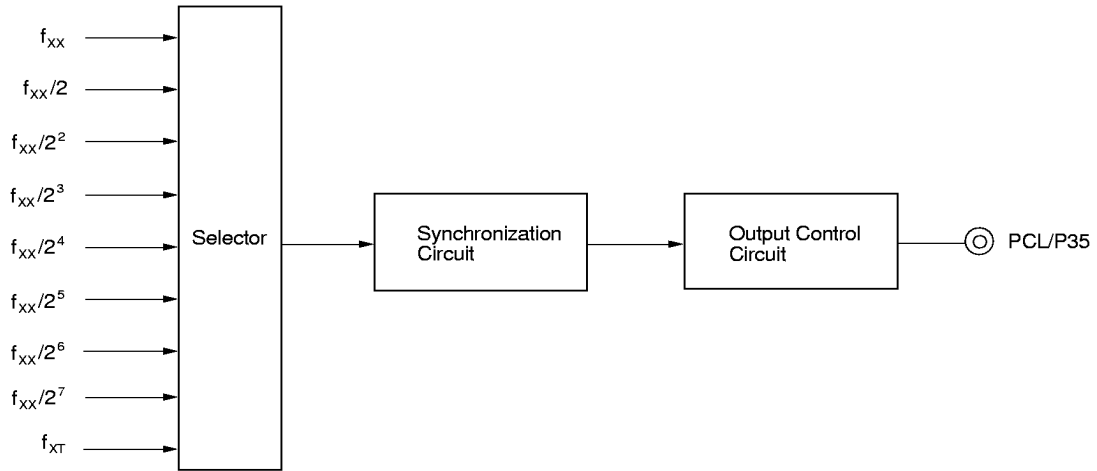 fXX
fXX/2
fXX/2²
fXX/2³
fXX/2⁴
fXX/2⁵
fXX/2⁶
fXX/2⁷
fXT
Selector
Synchronization
Circuit
Output Control
Circuit
PCL/P35